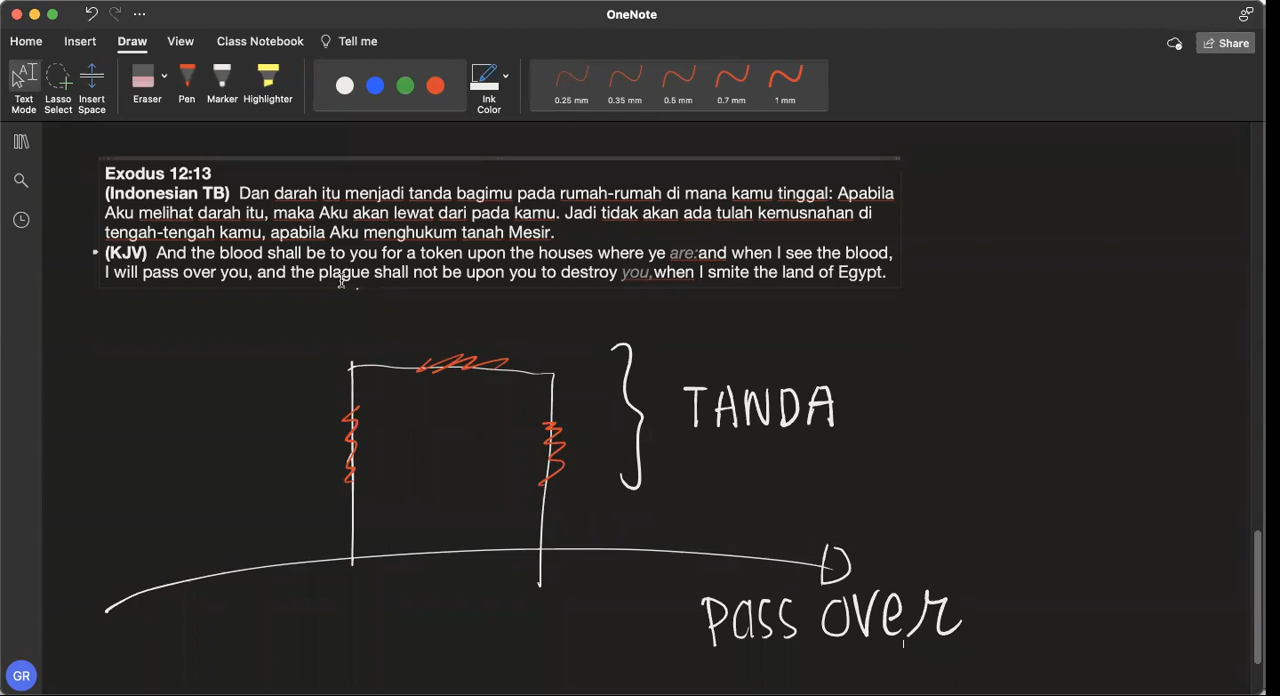 OneNote
Home Insert Draw View Class Notebook Tell me
Share
Text Mode
Lasso Select
Insert Space
Eraser
Pen
Marker
Highlighter
Ink Color
0.25 mm
0.35 mm
0.5 mm
0.7 mm
1 mm
Exodus 12:13
(Indonesian TB) Dan darah itu menjadi tanda bagimu pada rumah-rumah di mana kamu tinggal: Apabila
Aku melihat darah itu, maka Aku akan lewat dari pada kamu. Jadi tidak akan ada tulah kemusnahan di
tengah-tengah kamu, apabila Aku menghukum tanah Mesir.
(KJV) And the blood shall be to you for a token upon the houses where ye are:and when I see the blood,
I will pass over you, and the plague shall not be upon you to destroy you,when I smite the land of Egypt.
TANDA
pass over
GR